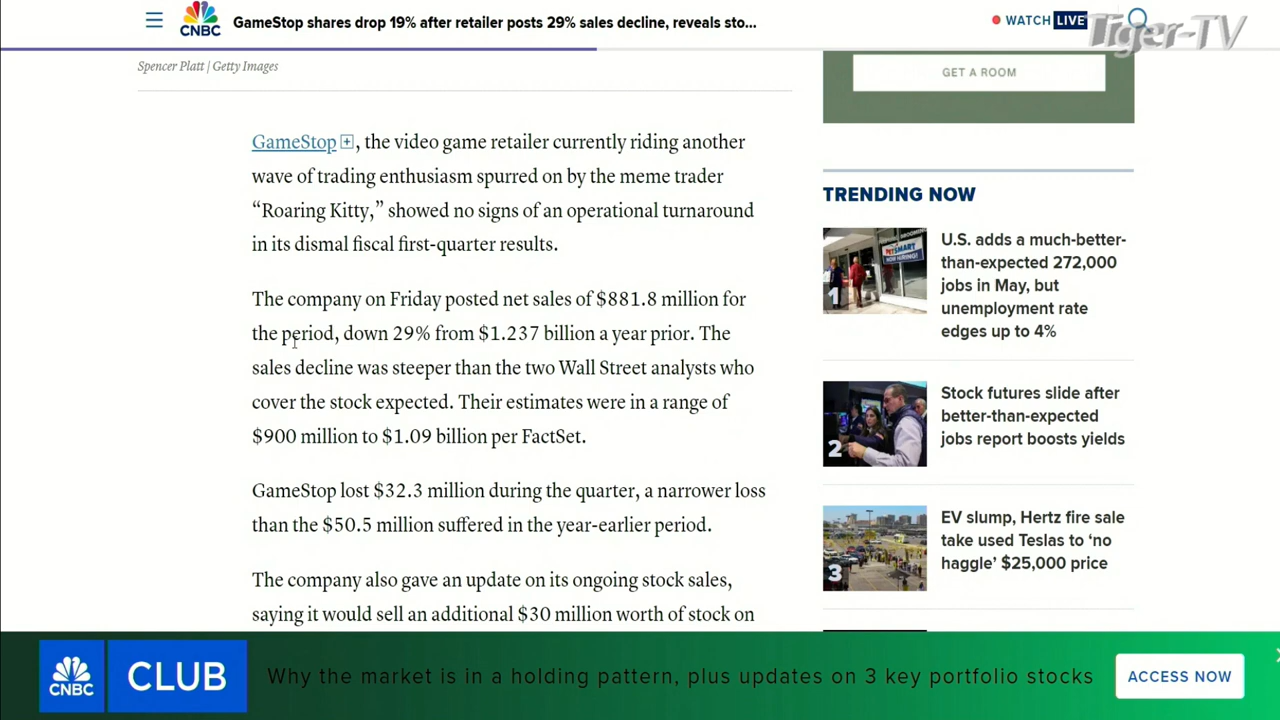 CNBC
GameStop shares drop 19% after retailer posts 29% sales decline, reveals sto...
WATCH LIVE
Tiger-TV
Spencer Platt | Getty Images
GET A ROOM
GameStop, the video game retailer currently riding another
wave of trading enthusiasm spurred on by the meme trader
“Roaring Kitty,” showed no signs of an operational turnaround
in its dismal fiscal first-quarter results.
The company on Friday posted net sales of $881.8 million for
the period, down 29% from $1.237 billion a year prior. The
sales decline was steeper than the two Wall Street analysts who
cover the stock expected. Their estimates were in a range of
$900 million to $1.09 billion per FactSet.
GameStop lost $32.3 million during the quarter, a narrower loss
than the $50.5 million suffered in the year-earlier period.
The company also gave an update on its ongoing stock sales,
saying it would sell an additional $30 million worth of stock on
TRENDING NOW
PETSMART
NOW HIRING!
1
U.S. adds a much-better-
than-expected 272,000
jobs in May, but
unemployment rate
edges up to 4%
2
Stock futures slide after
better-than-expected
jobs report boosts yields
3
EV slump, Hertz fire sale
take used Teslas to ‘no
haggle’ $25,000 price
CNBC
CLUB
Why the market is in a holding pattern, plus updates on 3 key portfolio stocks
ACCESS NOW